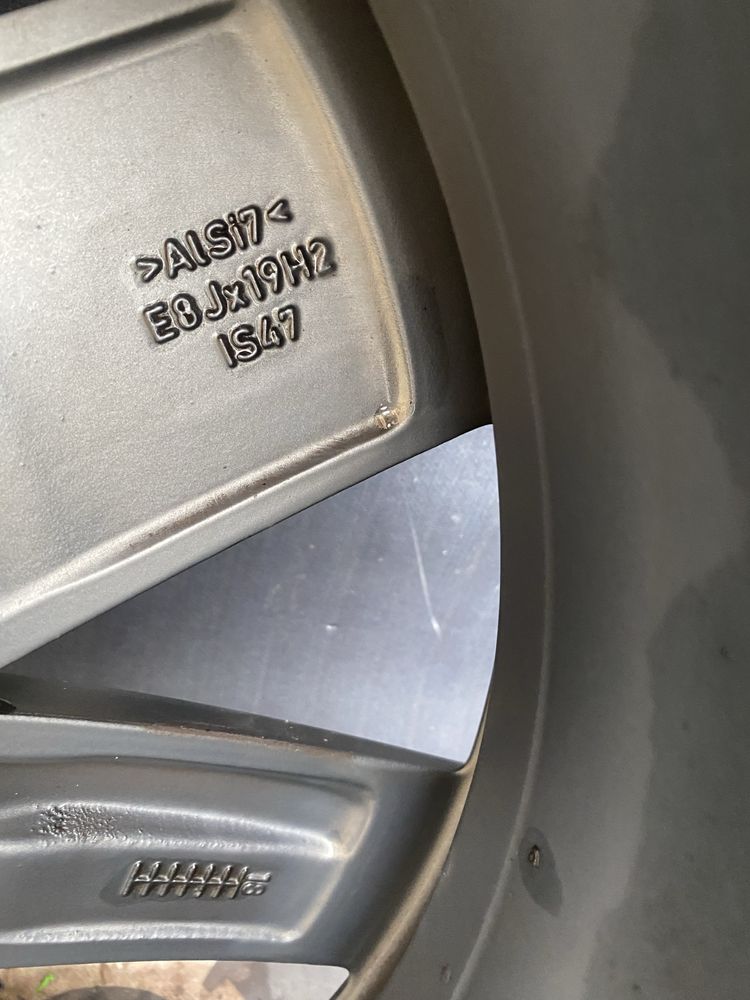 >AlSi7<
E8Jx19H2
IS47